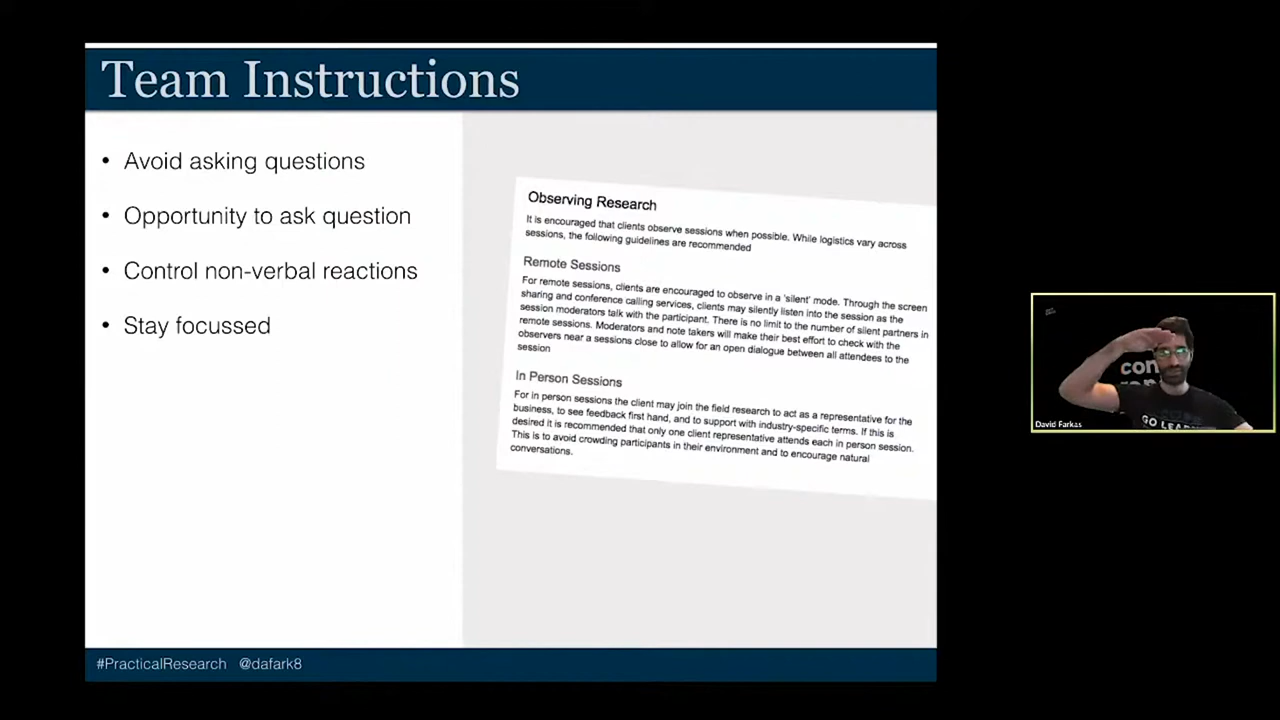 Team Instructions
• Avoid asking questions
• Opportunity to ask question
• Control non-verbal reactions
• Stay focussed
Observing Research
It is encouraged that clients observe sessions when possible. While logistics vary across
sessions, the following guidelines are recommended
Remote Sessions
For remote sessions, clients are encouraged to observe in a 'silent' mode. Through the screen
sharing and conference calling services, clients may silently listen into the session as the
session moderators talk with the participant. There is no limit to the number of silent partners in
remote sessions. Moderators and note takers will make their best effort to check with the
observers near a sessions close to allow for an open dialogue between all attendees to the
session
In Person Sessions
For in person sessions the client may join the field research to act as a representative for the
business, to see feedback first hand, and to support with industry-specific terms. If this is
desired it is recommended that only one client representative attends each in person session.
This is to avoid crowding participants in their environment and to encourage natural
conversations.
#PracticalResearch @dafark8
GO LEA
David Farkas